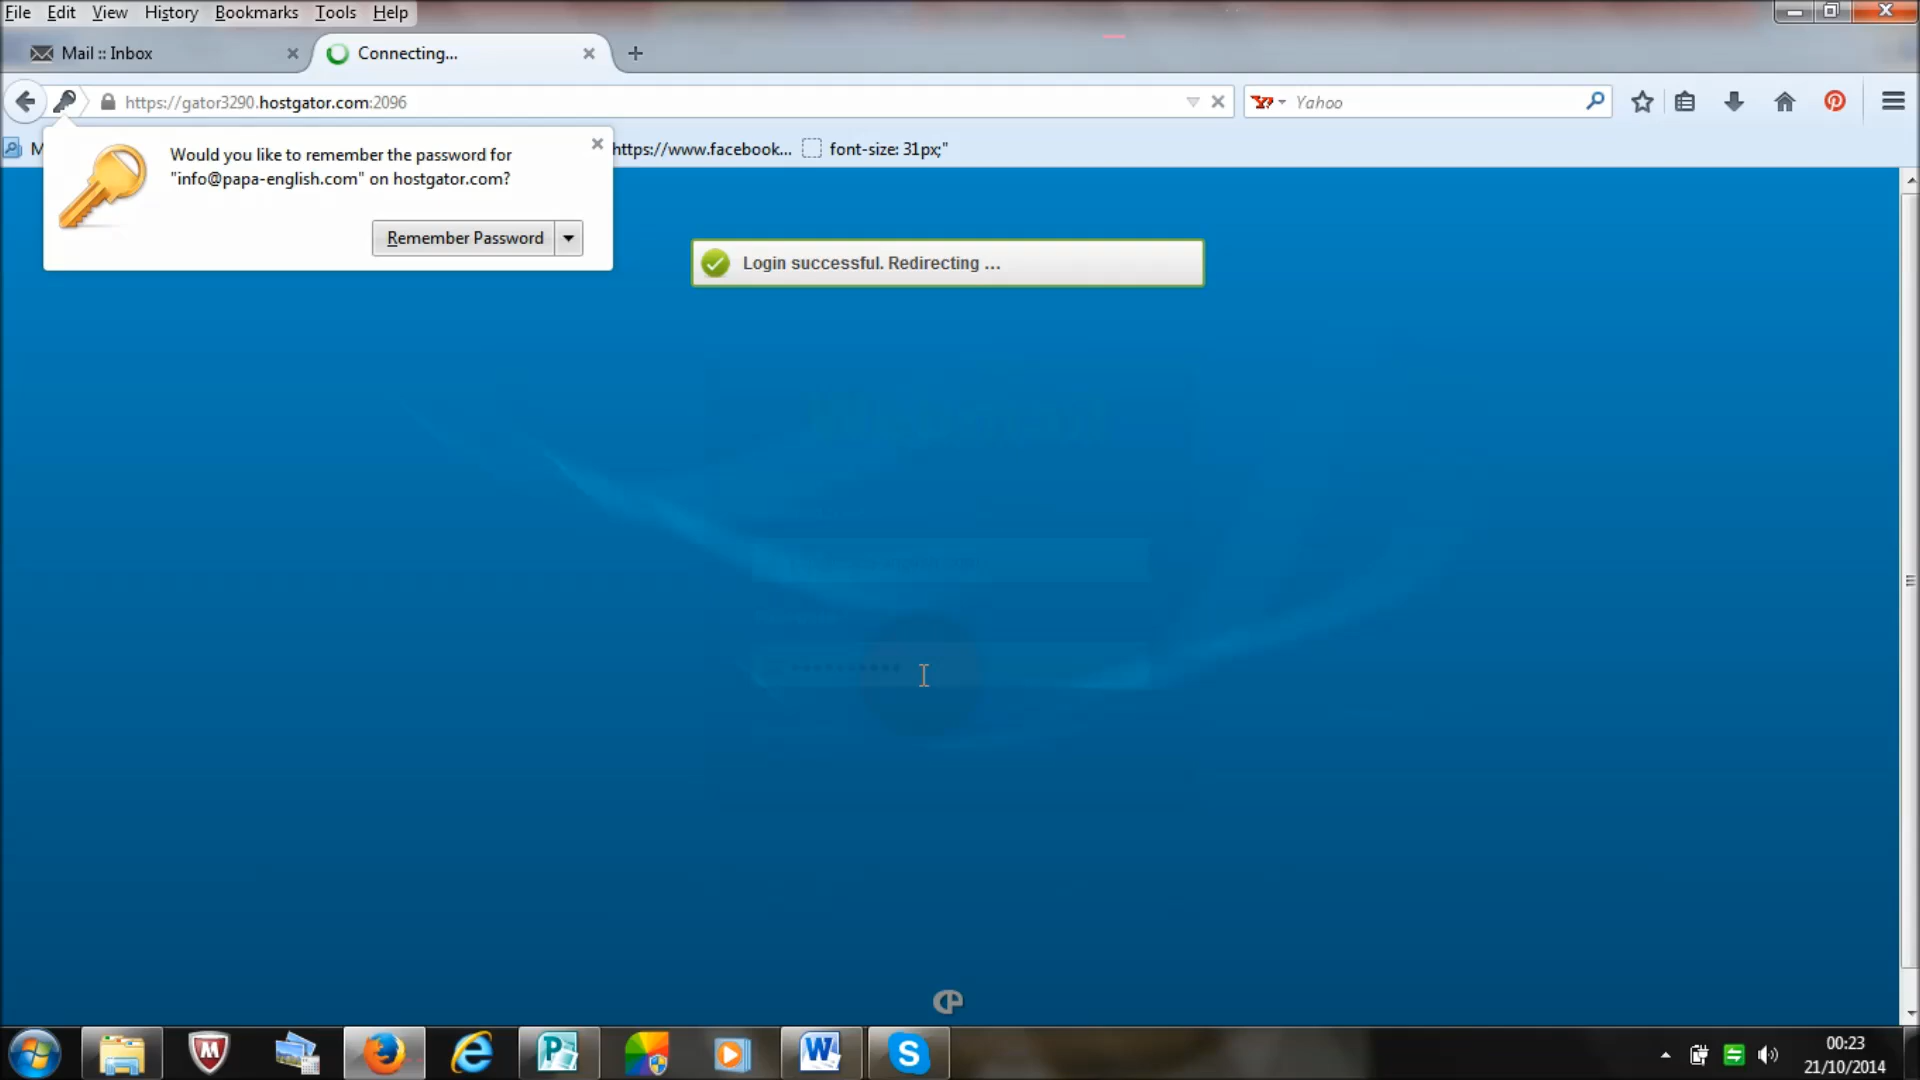 File Edit View History Bookmarks Tools Help
Mail :: Inbox
Connecting...
https://gator3290.hostgator.com:2096
Yahoo
M
https://www.facebook...
font-size: 31px;"
Would you like to remember the password for
"info@papa-english.com" on hostgator.com?
Remember Password
Login successful. Redirecting ...
00:23
21/10/2014